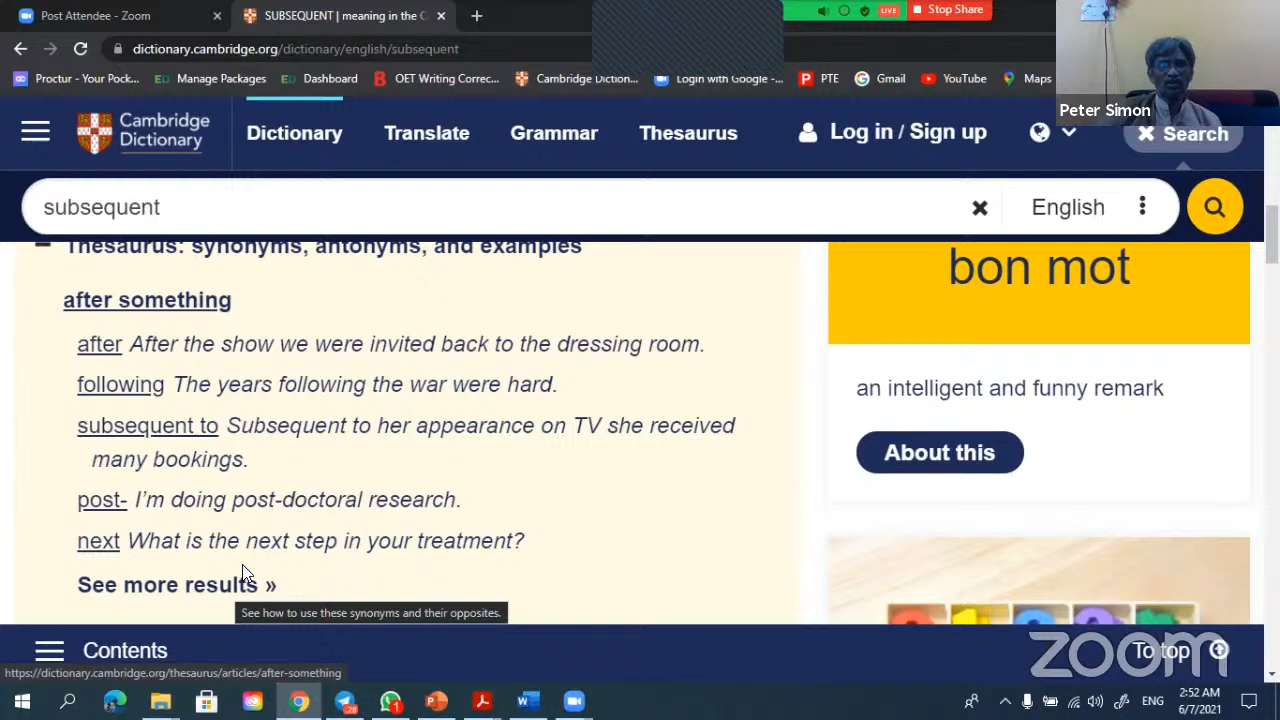 Post Attendee - Zoom
SUBSEQUENT | meaning in the C
LIVE
Stop Share
dictionary.cambridge.org/dictionary/english/subsequent
Proctur - Your Pock...
Manage Packages
Dashboard
OET Writing Correc...
Cambridge Dictio...
Login with Google -...
PTE
Gmail
YouTube
Maps
Peter Simon
Cambridge
Dictionary
Dictionary
Translate
Grammar
Thesaurus
Log in / Sign up
Search
subsequent
English
Thesaurus: synonyms, antonyms, and examples
after something
after After the show we were invited back to the dressing room.
following The years following the war were hard.
subsequent to Subsequent to her appearance on TV she received
many bookings.
post- I'm doing post-doctoral research.
next What is the next step in your treatment?
See more results »
See how to use these synonyms and their opposites.
bon mot
an intelligent and funny remark
About this
Contents
To top
zoom
https://dictionary.cambridge.org/thesaurus/articles/after-something
28
1
ENG
2:52 AM
6/7/2021